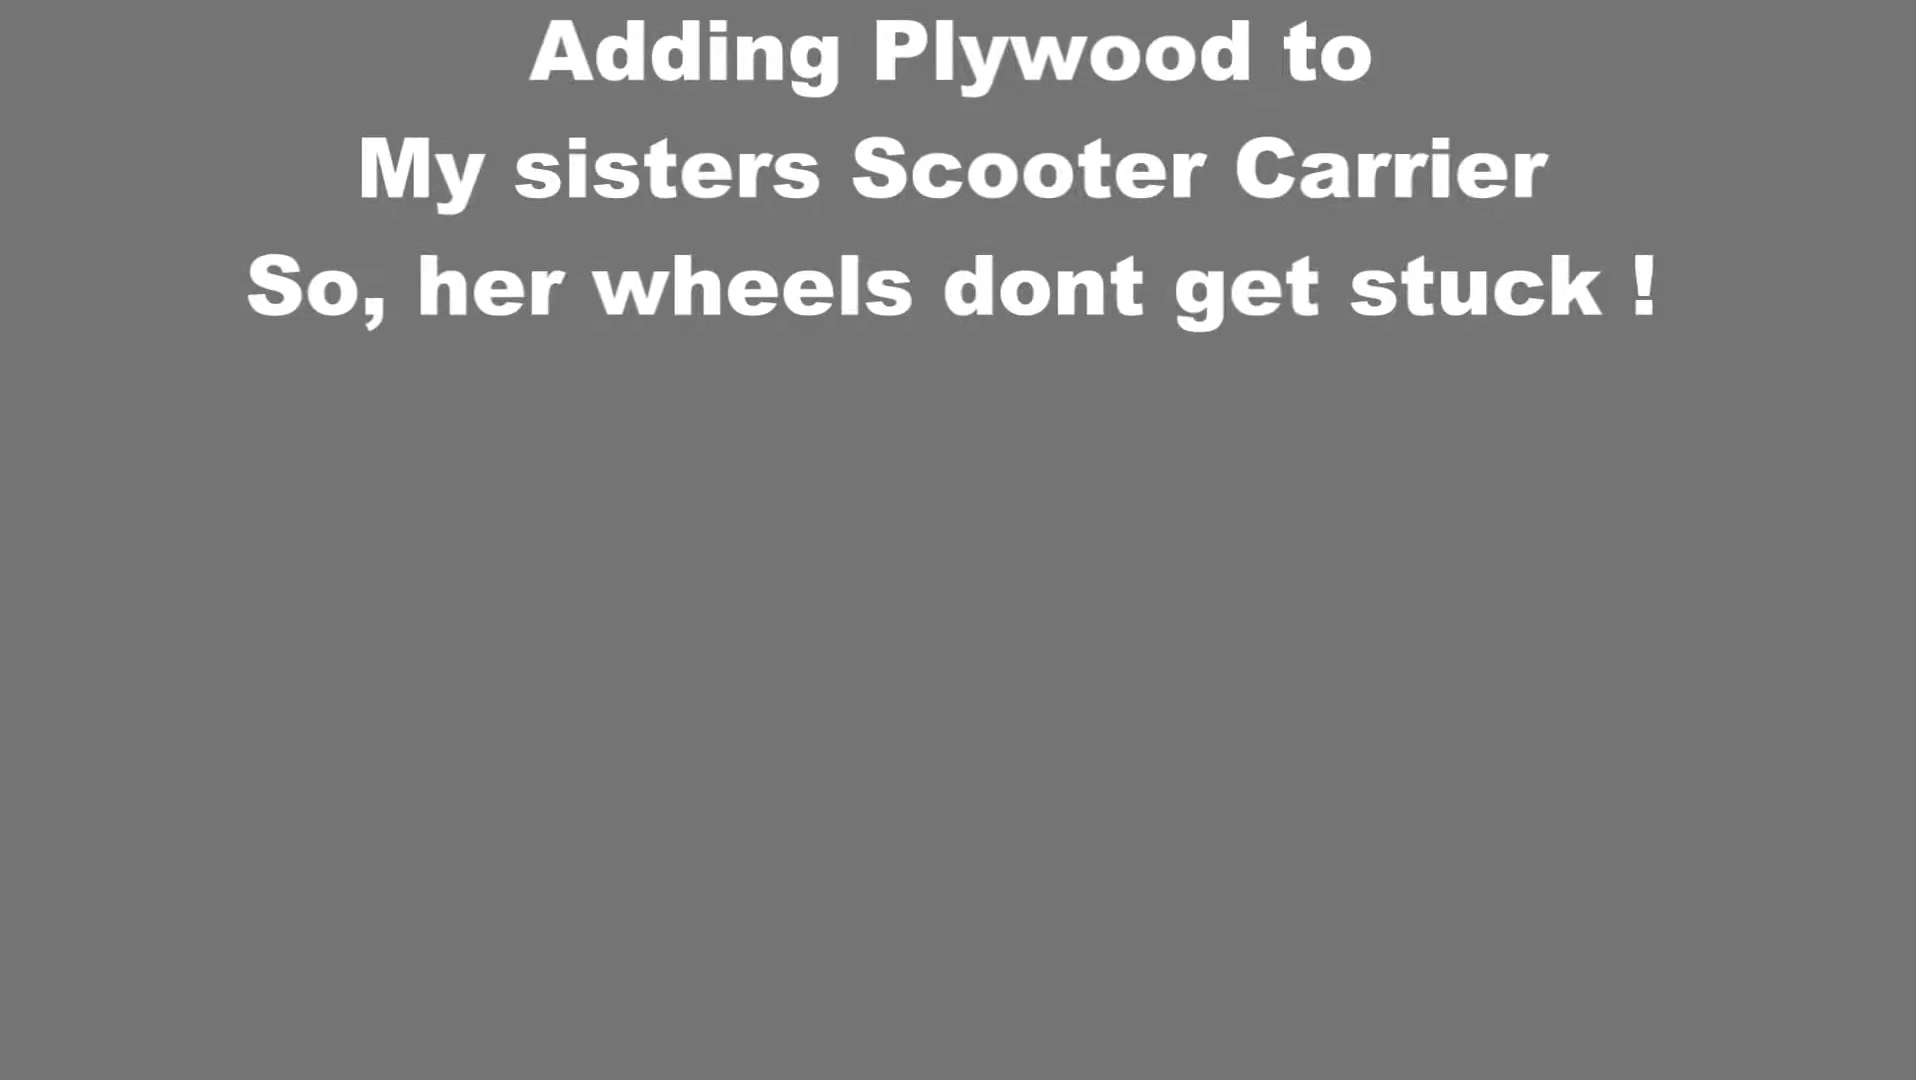 Adding Plywood to
My sisters Scooter Carrier
So, her wheels dont get stuck !